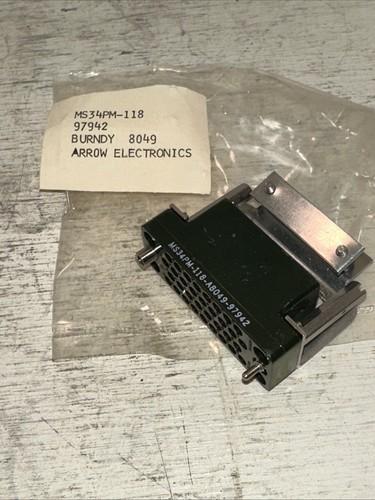 MS34PM-118
97942
BURNDY 8049
ARROW ELECTRONICS
MS34PM-118-A8049-97942